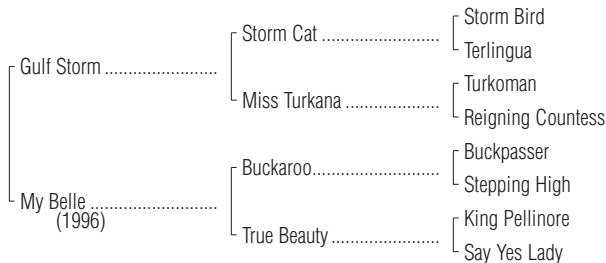 Storm Bird
Storm Cat ........................
Terlingua
Gulf Storm .......................
Turkoman
Miss Turkana ...................
Reigning Countess
Buckpasser
Buckaroo..........................
Stepping High
My Belle ..........................
(1996)
King Pellinore
True Beauty ......................
Say Yes Lady